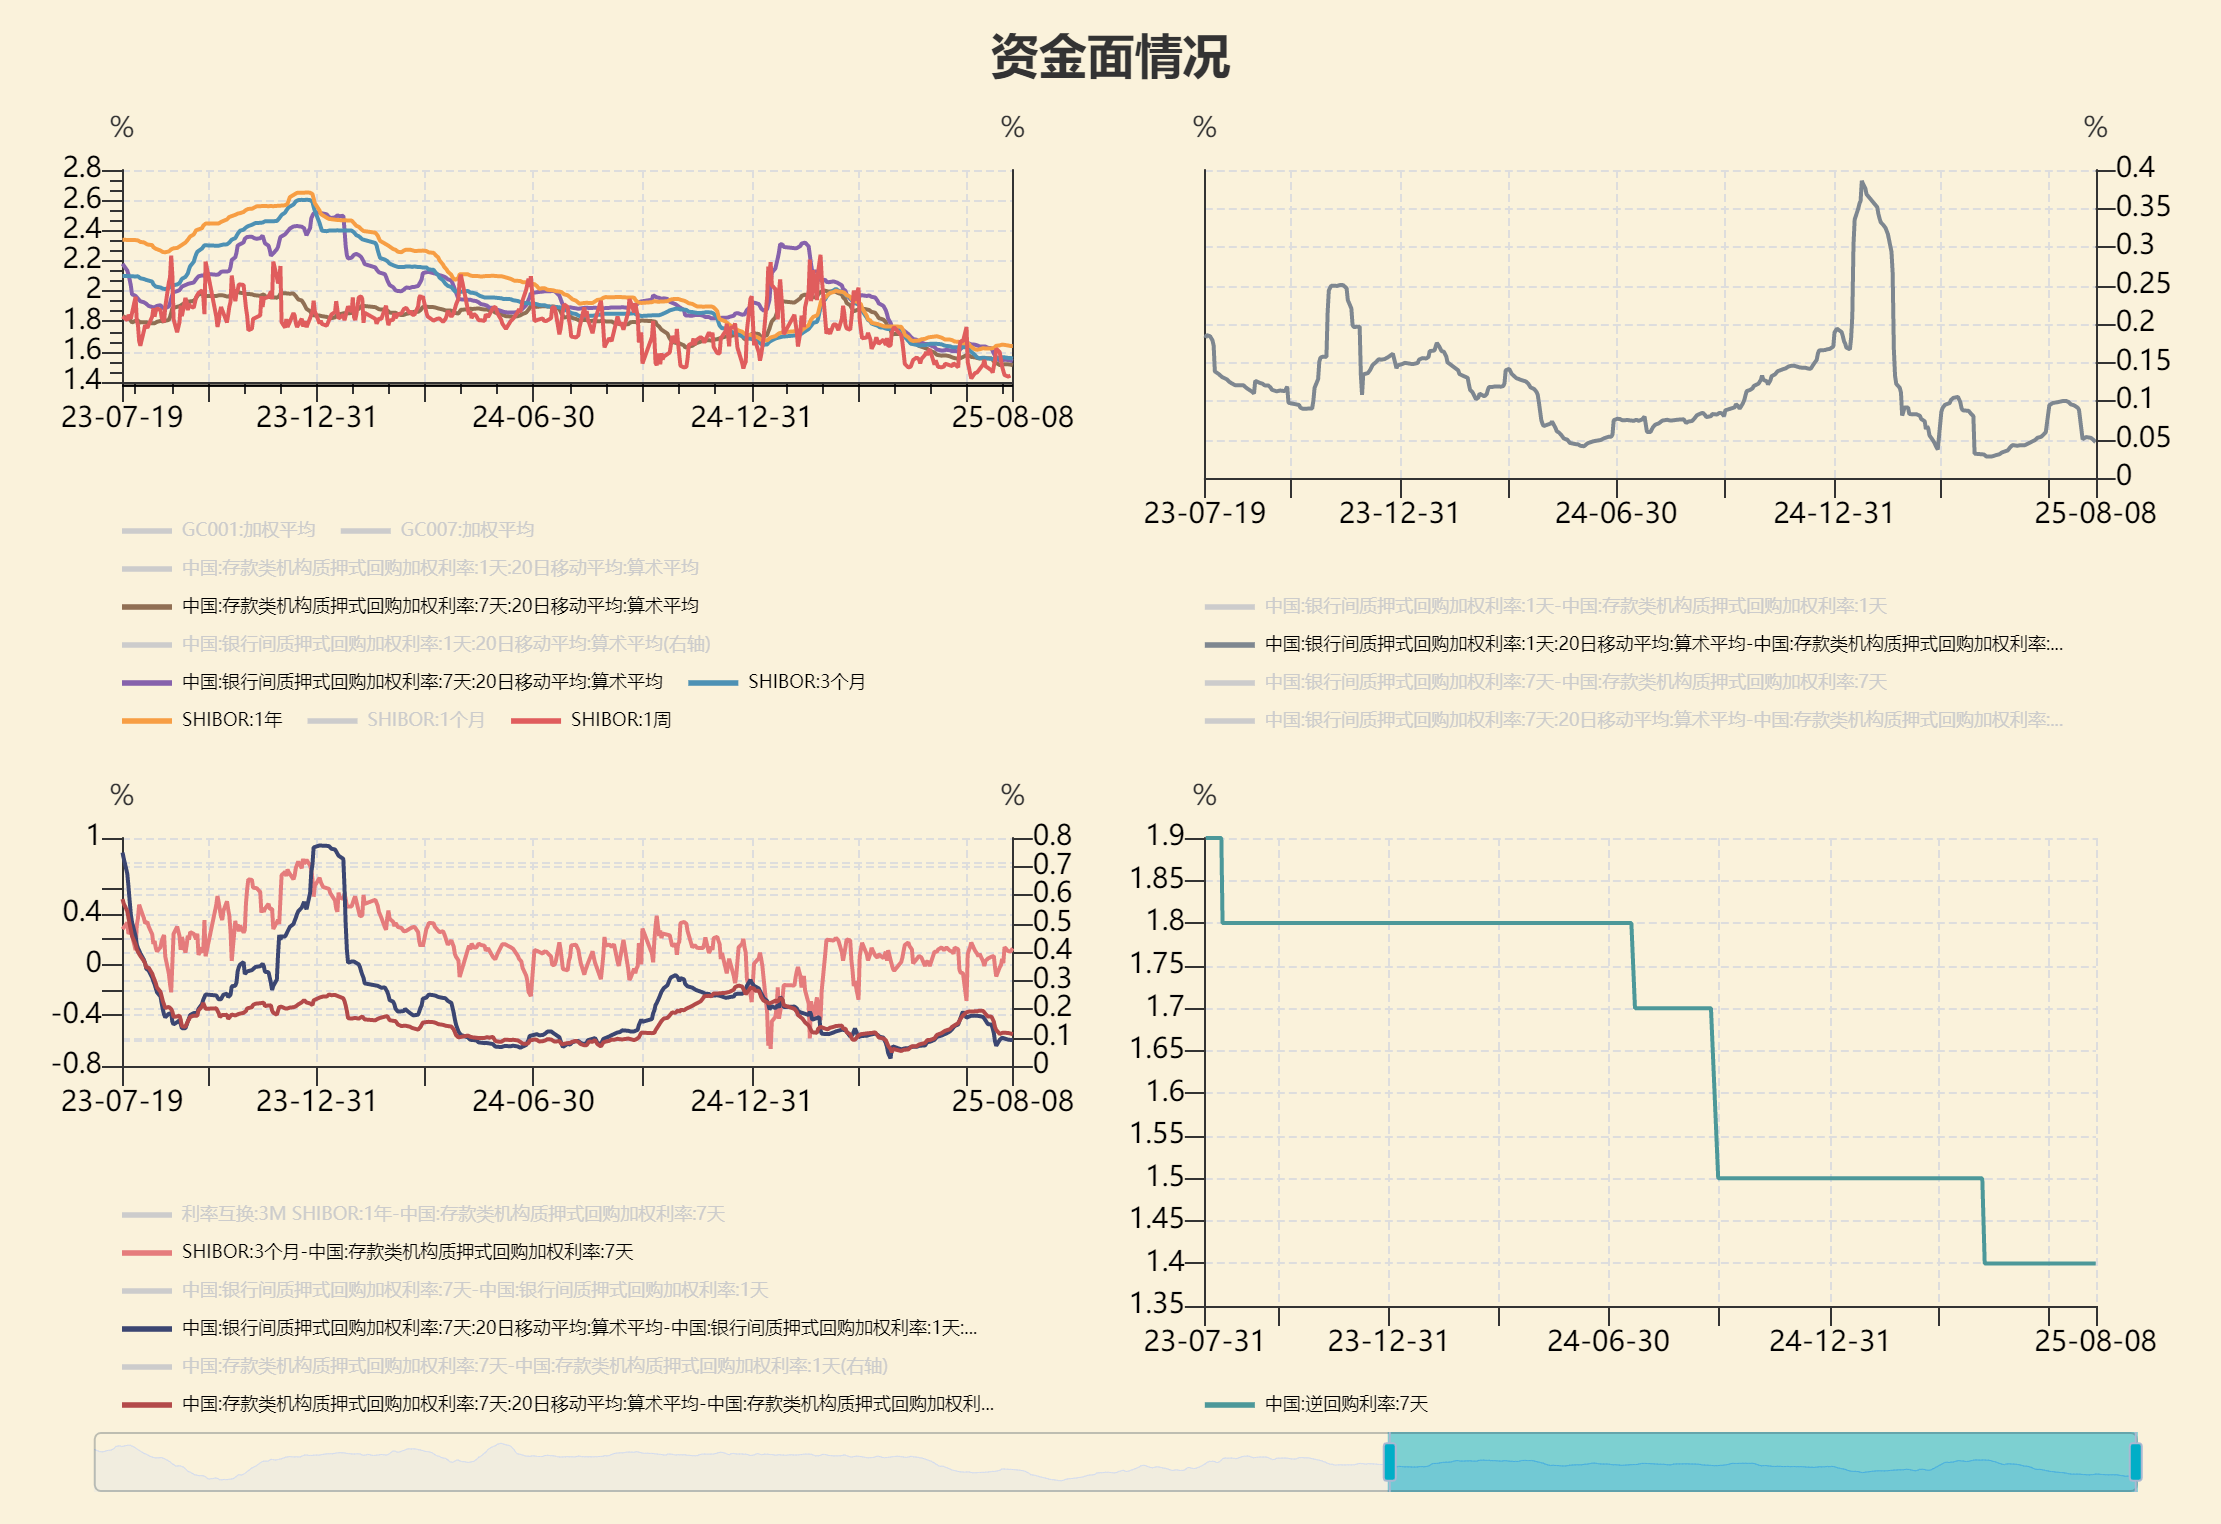 资金面情况
% %
2.8
2.6
2.4
2.2
2
1.8
1.6
1.4
23-07-19 23-12-31 24-06-30 24-12-31 25-08-08
GC001:加权平均 GC007:加权平均
中国:存款类机构质押式回购加权利率:1天:20日移动平均:算术平均
中国:存款类机构质押式回购加权利率:7天:20日移动平均:算术平均
中国:银行间质押式回购加权利率:1天:20日移动平均:算术平均(右轴)
中国:银行间质押式回购加权利率:7天:20日移动平均:算术平均 SHIBOR:3个月
SHIBOR:1年 SHIBOR:1个月 SHIBOR:1周
% %
0.4
0.35
0.3
0.25
0.2
0.15
0.1
0.05
0
23-07-19 23-12-31 24-06-30 24-12-31 25-08-08
中国:银行间质押式回购加权利率:1天-中国:存款类机构质押式回购加权利率:1天
中国:银行间质押式回购加权利率:1天:20日移动平均:算术平均-中国:存款类机构质押式回购加权利率:...
中国:银行间质押式回购加权利率:7天-中国:存款类机构质押式回购加权利率:7天
中国:银行间质押式回购加权利率:7天:20日移动平均:算术平均-中国:存款类机构质押式回购加权利率:...
% %
1
0.4
0
-0.4
-0.8
0.8
0.7
0.6
0.5
0.4
0.3
0.2
0.1
0
23-07-19 23-12-31 24-06-30 24-12-31 25-08-08
利率互换:3M SHIBOR:1年-中国:存款类机构质押式回购加权利率:7天
SHIBOR:3个月-中国:存款类机构质押式回购加权利率:7天
中国:银行间质押式回购加权利率:7天-中国:银行间质押式回购加权利率:1天
中国:银行间质押式回购加权利率:7天:20日移动平均:算术平均-中国:银行间质押式回购加权利率:1天:...
中国:存款类机构质押式回购加权利率:7天-中国:存款类机构质押式回购加权利率:1天(右轴)
中国:存款类机构质押式回购加权利率:7天:20日移动平均:算术平均-中国:存款类机构质押式回购加权利...
%
1.9
1.85
1.8
1.75
1.7
1.65
1.6
1.55
1.5
1.45
1.4
1.35
23-07-31 23-12-31 24-06-30 24-12-31 25-08-08
中国:逆回购利率:7天